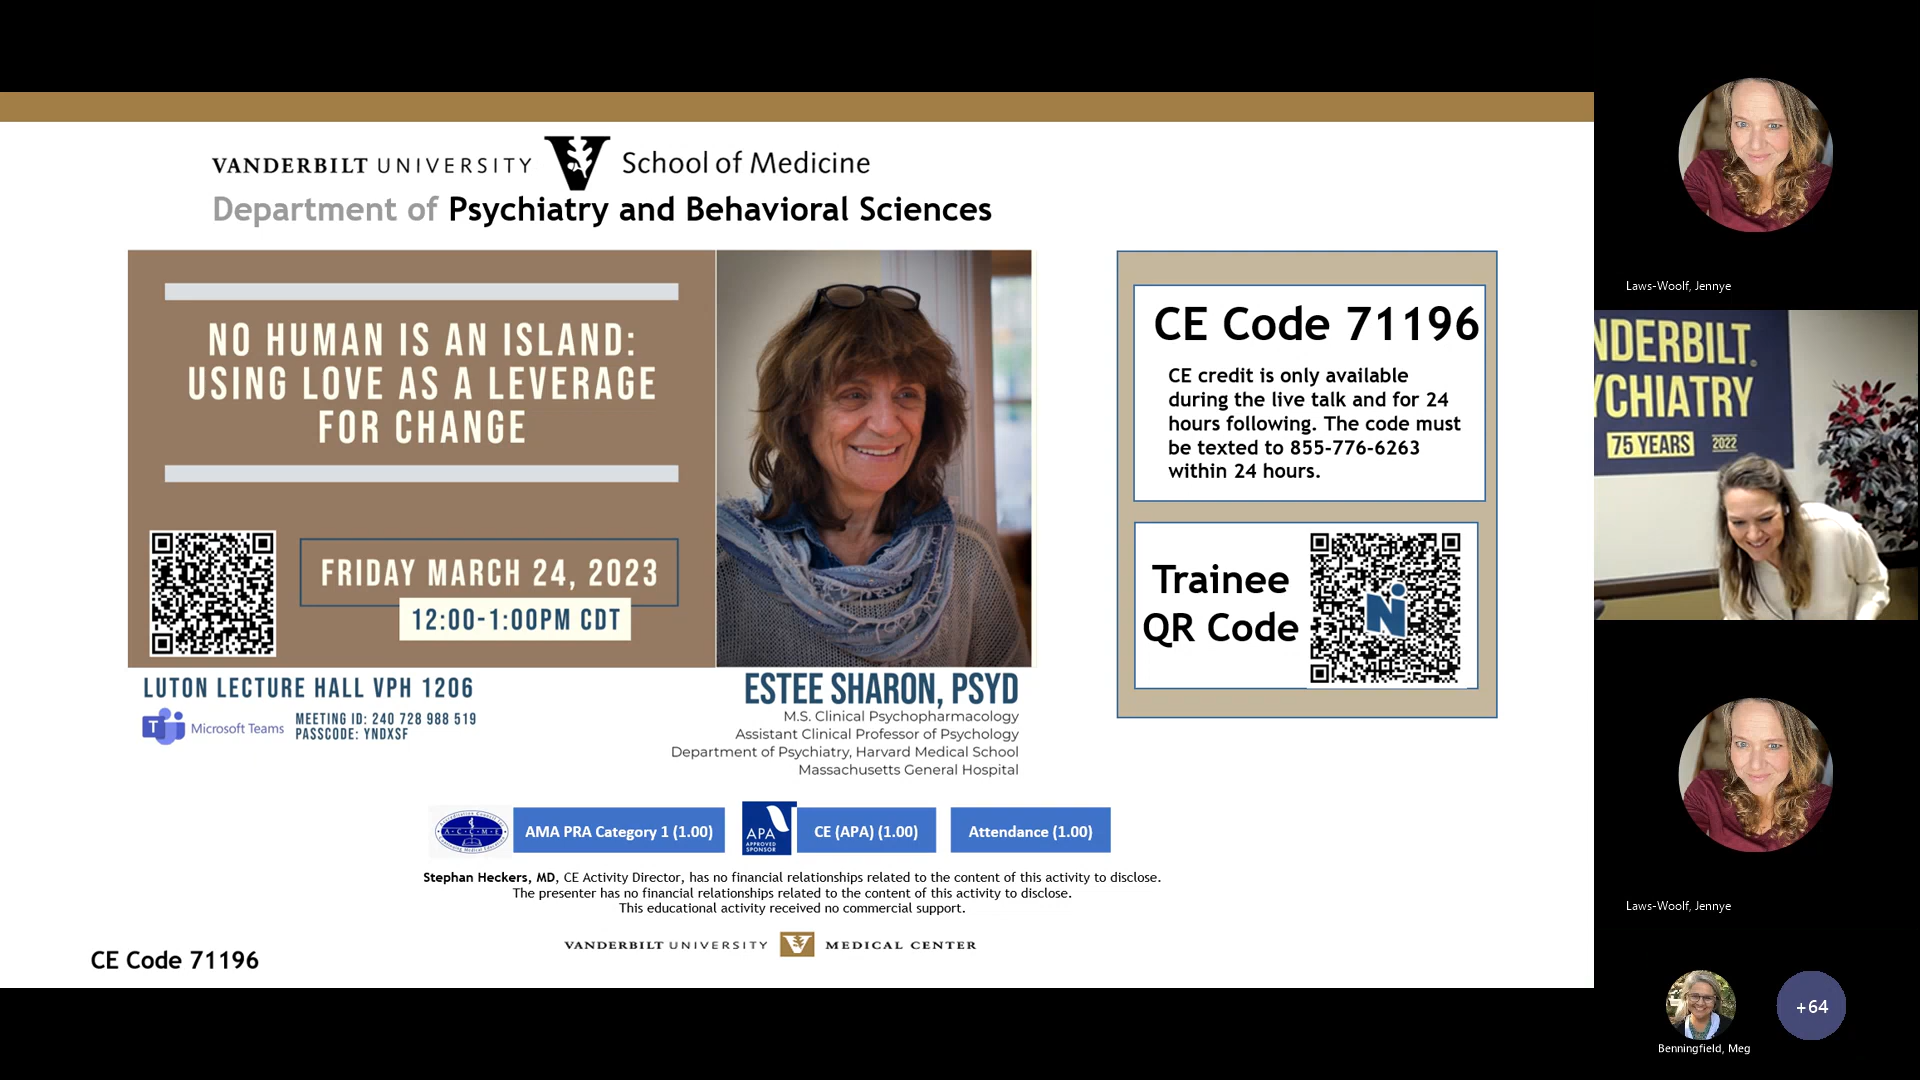 VANDERBILT UNIVERSITY School of Medicine
Department of Psychiatry and Behavioral Sciences
NO HUMAN IS AN ISLAND:
USING LOVE AS A LEVERAGE
FOR CHANGE
FRIDAY MARCH 24, 2023
12:00-1:00PM CDT
LUTON LECTURE HALL VPH 1206
T Microsoft Teams
MEETING ID: 240 728 988 519
PASSCODE: YNDXSF
ESTEE SHARON, PSYD
M.S. Clinical Psychopharmacology
Assistant Clinical Professor of Psychology
Department of Psychiatry, Harvard Medical School
Massachusetts General Hospital
CE Code 71196
CE credit is only available
during the live talk and for 24
hours following. The code must
be texted to 855-776-6263
within 24 hours.
Trainee
QR Code
N
ACCME
AMA PRA Category 1 (1.00)
APA
APPROVED
SPONSOR
CE (APA) (1.00)
Attendance (1.00)
Stephan Heckers, MD, CE Activity Director, has no financial relationships related to the content of this activity to disclose.
The presenter has no financial relationships related to the content of this activity to disclose.
This educational activity received no commercial support.
VANDERBILT UNIVERSITY MEDICAL CENTER
CE Code 71196
Laws-Woolf, Jennye
NDERBILT®
YCHIATRY
75 YEARS 2022
Laws-Woolf, Jennye
Benningfield, Meg
+64